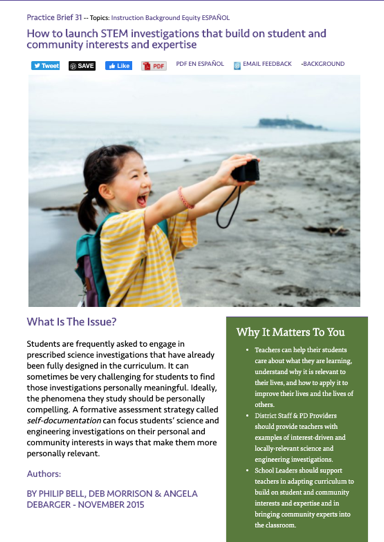 Practice Brief 31 -- Topics: Instruction Background Equity ESPAÑOL
How to launch STEM investigations that build on student and
community interests and expertise
Tweet SAVE Like PDF PDF EN ESPAÑOL EMAIL FEEDBACK -BACKGROUND
What Is The Issue?
Students are frequently asked to engage in
prescribed science investigations that have already
been fully designed in the curriculum. It can
sometimes be very challenging for students to find
those investigations personally meaningful. Ideally,
the phenomena they study should be personally
compelling. A formative assessment strategy called
self-documentation can focus students’ science and
engineering investigations on their personal and
community interests in ways that make them more
personally relevant.
Authors:
BY PHILIP BELL, DEB MORRISON & ANGELA
DEBARGER - NOVEMBER 2015
Why It Matters To You
• Teachers can help their students
care about what they are learning,
understand why it is relevant to
their lives, and how to apply it to
improve their lives and the lives of
others.
• District Staff & PD Providers
should provide teachers with
examples of interest-driven and
locally-relevant science and
engineering investigations.
• School Leaders should support
teachers in adapting curriculum to
build on student and community
interests and expertise and in
bringing community experts into
the classroom.